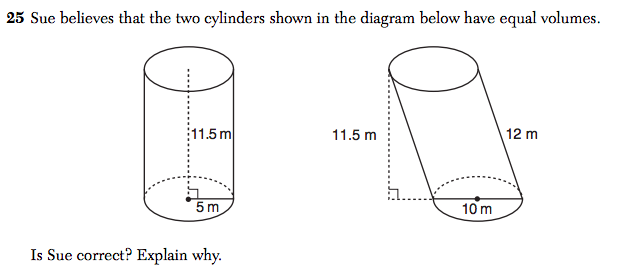 25 Sue believes that the two cylinders shown in the diagram below have equal volumes.
11.5 m
11.5 m
12 m
5 m
10 m
Is Sue correct? Explain why.